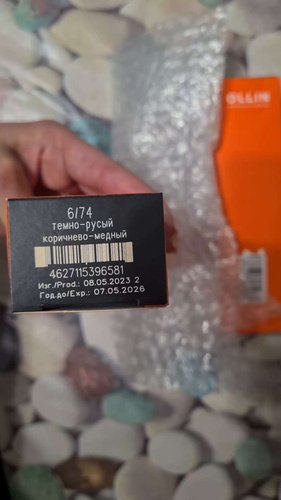 OLLIN
6/74
темно-русый
коричнево-медный
4627115396581
Изг./Prod.: 08.05.2023 2
Год.до/Exp.: 07.05.2026